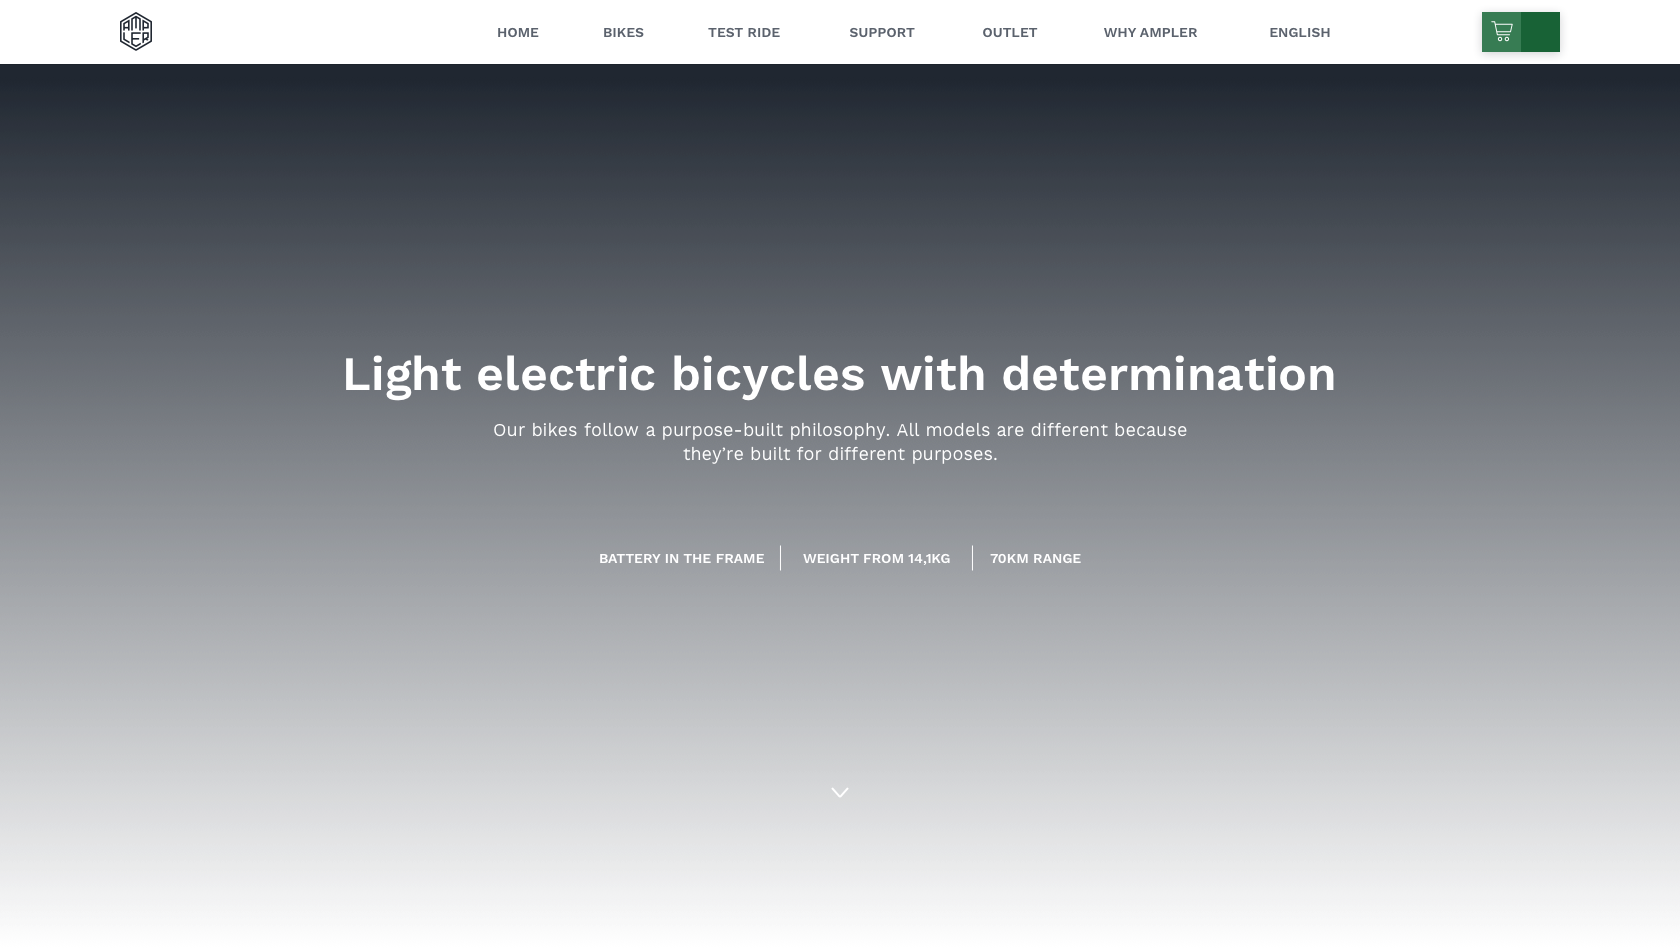 AMP
LER
HOME BIKES TEST RIDE SUPPORT OUTLET WHY AMPLER ENGLISH
Light electric bicycles with determination
Our bikes follow a purpose-built philosophy. All models are different because
they're built for different purposes.
BATTERY IN THE FRAME WEIGHT FROM 14,1KG 70KM RANGE